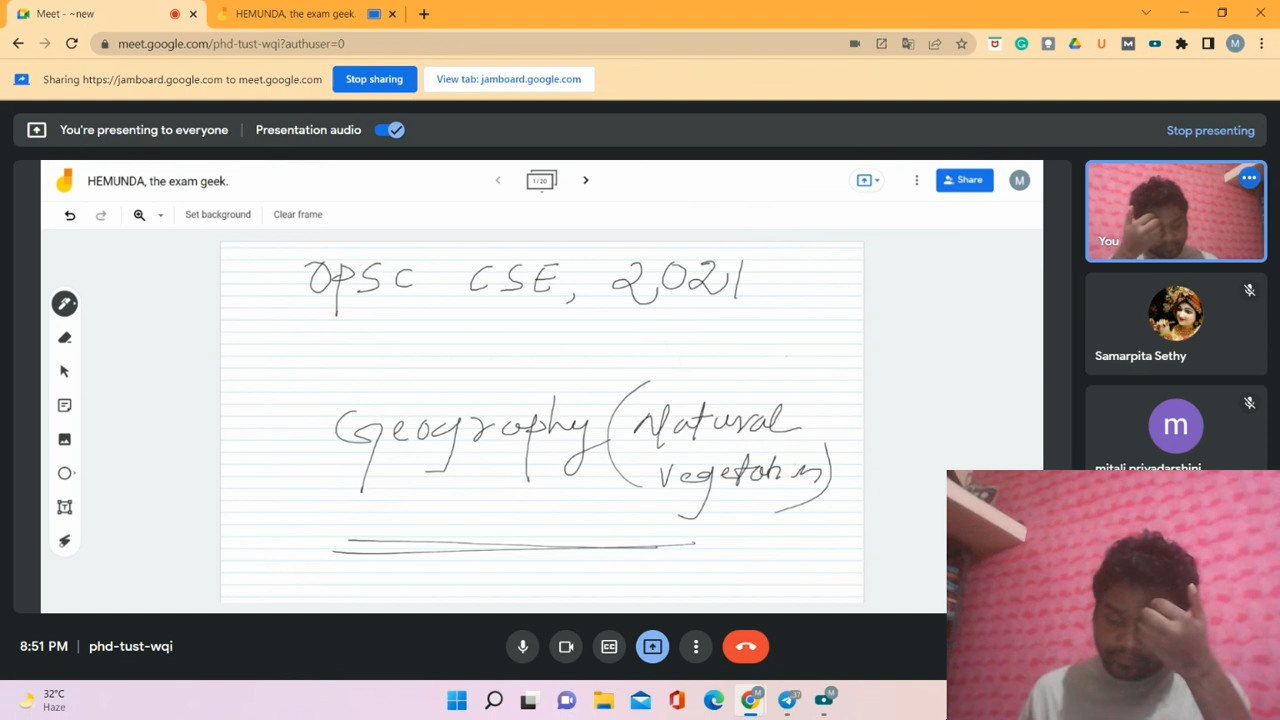 Meet - ~new
HEMUNDA, the exam geek.
meet.google.com/phd-tust-wqi?authuser=0
M
Sharing https://jamboard.google.com to meet.google.com
Stop sharing
View tab: jamboard.google.com
You're presenting to everyone
Presentation audio
Stop presenting
HEMUNDA, the exam geek.
1/20
Share
M
Set background
Clear frame
You
OPSC CSE, 2021
Samarpita Sethy
Geography (Natural
vegetation)
m
mitali priyadarshini
8:51 PM
phd-tust-wqi
32°C
Haze